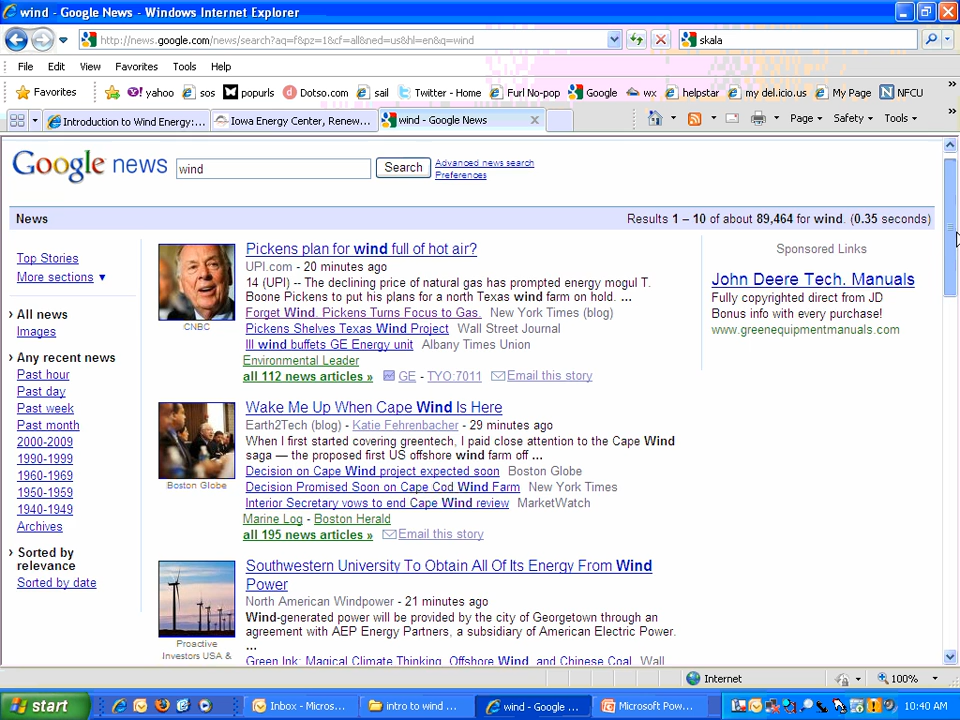 wind - Google News - Windows Internet Explorer
http://news.google.com/news/search?aq=f&pz=1&cf=all&ned=us&hl=en&q=wind
skala
File Edit View Favorites Tools Help
Favorites yahoo sos popurls Dotso.com sail Twitter - Home Furl No-pop Google wx helpstar my del.icio.us My Page NFCU
Introduction to Wind Energy:... Iowa Energy Center, Renew... wind - Google News Page Safety Tools
Google news wind Search Advanced news search
Preferences
News Results 1 – 10 of about 89,464 for wind. (0.35 seconds)
Top Stories
More sections ▼
› All news
Images
› Any recent news
Past hour
Past day
Past week
Past month
2000-2009
1990-1999
1960-1969
1950-1959
1940-1949
Archives
› Sorted by
relevance
Sorted by date
CNBC
Pickens plan for wind full of hot air?
UPI.com - 20 minutes ago
14 (UPI) -- The declining price of natural gas has prompted energy mogul T.
Boone Pickens to put his plans for a north Texas wind farm on hold. ...
Forget Wind. Pickens Turns Focus to Gas. New York Times (blog)
Pickens Shelves Texas Wind Project Wall Street Journal
Ill wind buffets GE Energy unit Albany Times Union
Environmental Leader
all 112 news articles » GE - TYO:7011 Email this story
Boston Globe
Wake Me Up When Cape Wind Is Here
Earth2Tech (blog) - Katie Fehrenbacher - 29 minutes ago
When I first started covering greentech, I paid close attention to the Cape Wind
saga — the proposed first US offshore wind farm off ...
Decision on Cape Wind project expected soon Boston Globe
Decision Promised Soon on Cape Cod Wind Farm New York Times
Interior Secretary vows to end Cape Wind review MarketWatch
Marine Log - Boston Herald
all 195 news articles » Email this story
Proactive
Investors USA &
Southwestern University To Obtain All Of Its Energy From Wind
Power
North American Windpower - 21 minutes ago
Wind-generated power will be provided by the city of Georgetown through an
agreement with AEP Energy Partners, a subsidiary of American Electric Power.
...
Green Ink: Magical Climate Thinking, Offshore Wind, and Chinese Coal Wall
Sponsored Links
John Deere Tech. Manuals
Fully copyrighted direct from JD
Bonus info with every purchase!
www.greenequipmentmanuals.com
Internet 100%
start Inbox - Micros... intro to wind ... wind - Google ... Microsoft Pow... 10:40 AM